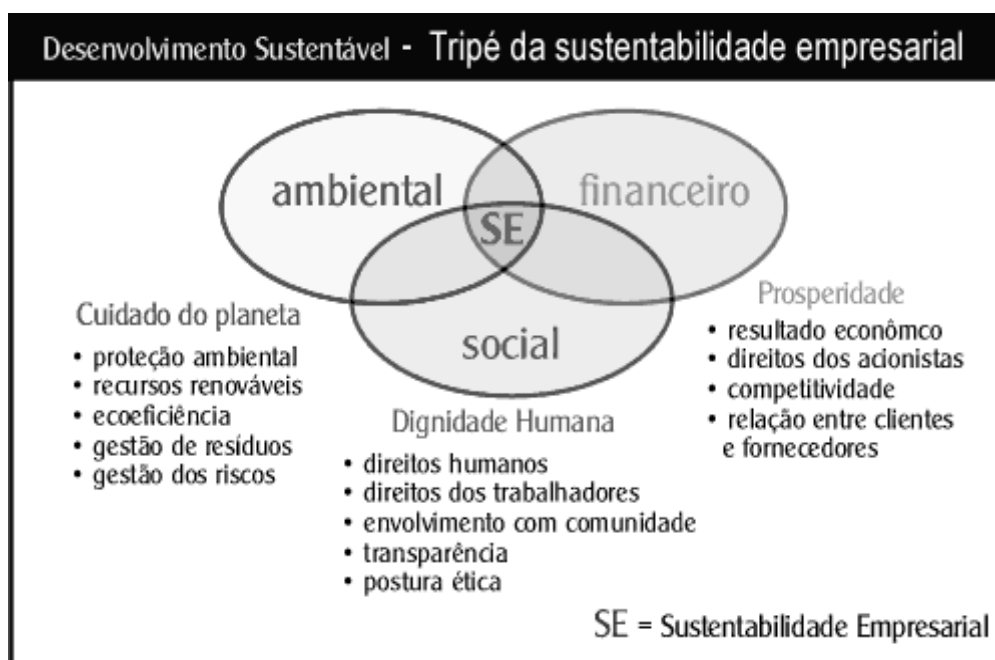 Desenvolvimento Sustentável - Tripé da sustentabilidade empresarial
ambiental
financeiro
SE
social
Cuidado do planeta
• proteção ambiental
• recursos renováveis
• ecoeficiência
• gestão de resíduos
• gestão dos riscos
Dignidade Humana
• direitos humanos
• direitos dos trabalhadores
• envolvimento com comunidade
• transparência
• postura ética
Prosperidade
• resultado econômco
• direitos dos acionistas
• competitividade
• relação entre clientes
e fornecedores
SE = Sustentabilidade Empresarial